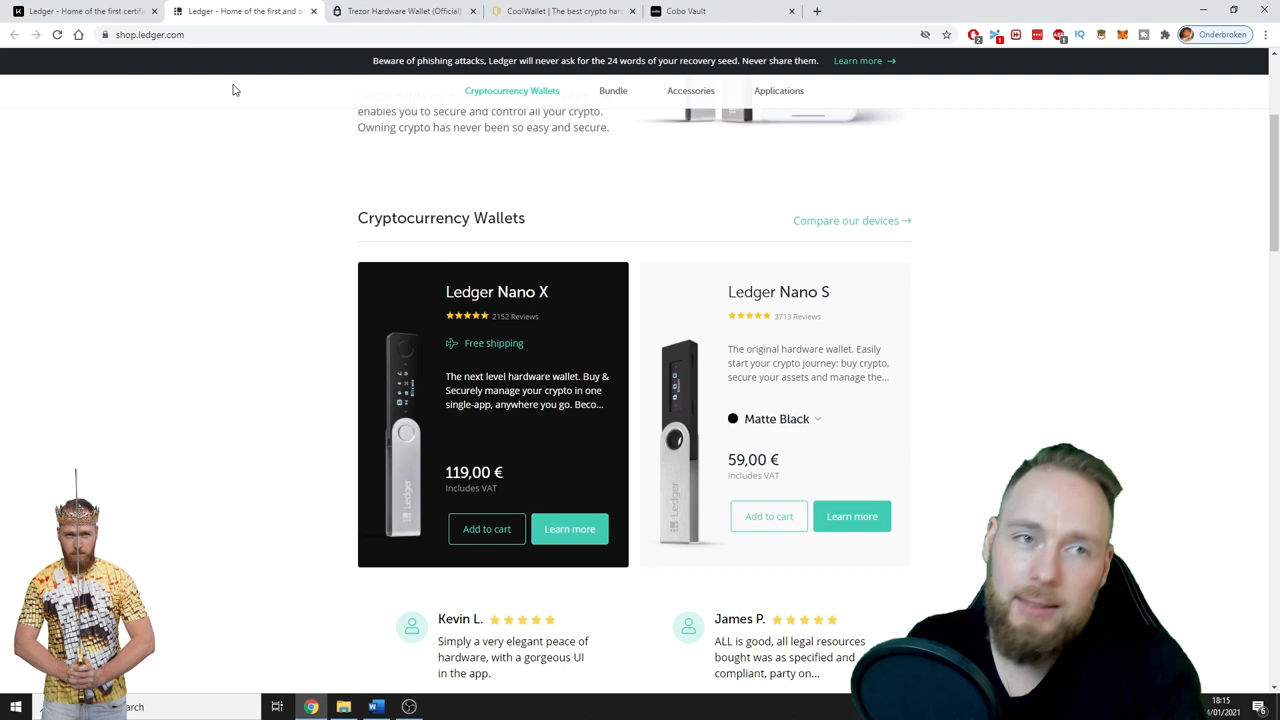 Ledger - Home of the first certifi
Ledger - Home of the first and o
Trezor Hardware Wallet (Official)
CoolWallet | The best crypto har
Cobo Vault
shop.ledger.com
Onderbroken
Beware of phishing attacks, Ledger will never ask for the 24 words of your recovery seed. Never share them. Learn more →
Cryptocurrency Wallets
Bundle
Accessories
Applications
enables you to secure and control all your crypto.
Owning crypto has never been so easy and secure.
Cryptocurrency Wallets
Compare our devices →
Ledger Nano X
2152 Reviews
Free shipping
The next level hardware wallet. Buy &
Securely manage your crypto in one
single-app, anywhere you go. Beco...
119,00 €
Includes VAT
Add to cart
Learn more
Ledger Nano S
3713 Reviews
The original hardware wallet. Easily
start your crypto journey: buy crypto,
secure your assets and manage the...
Matte Black
59,00 €
Includes VAT
Add to cart
Learn more
Kevin L.
Simply a very elegant peace of
hardware, with a gorgeous UI
in the app.
James P.
ALL is good, all legal resources
bought was as specified and
compliant, party on...
arch
18:15
4/01/2021